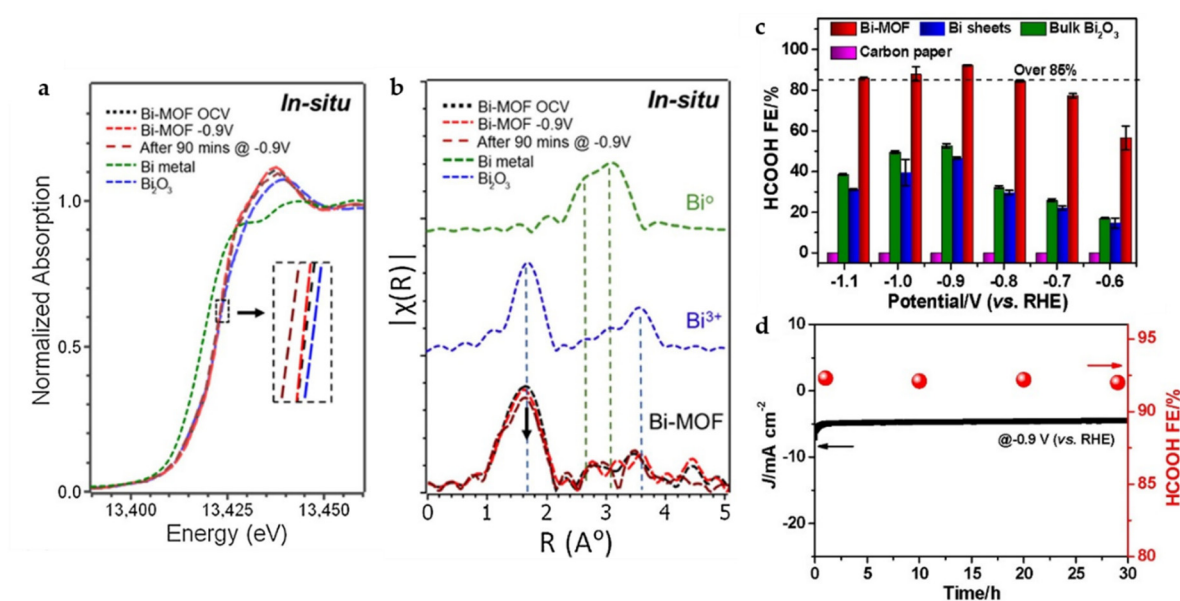 a
In-situ
Bi-MOF OCV
Bi-MOF -0.9V
After 90 mins @ -0.9V
Bi metal
Bi₂O₃
Normalized Absorption
1.0
0.5
0.0
13,400
13,425
13,450
Energy (eV)
b
In-situ
Bi-MOF OCV
Bi-MOF -0.9V
After 90 mins @ -0.9V
Bi metal
Bi₂O₃
Biº
Bi³⁺
Bi-MOF
|χ(R)|
0 1 2 3 4 5
R (Aº)
c
Bi-MOF Bi sheets Bulk Bi₂O₃
Carbon paper
Over 85%
HCOOH FE/%
100
80
60
40
20
0
-1.1 -1.0 -0.9 -0.8 -0.7 -0.6
Potential/V (vs. RHE)
d
J/mA cm⁻²
10
0
-10
-20
@-0.9 V (vs. RHE)
95
90
85
80
HCOOH FE/%
0 5 10 15 20 25 30
Time/h